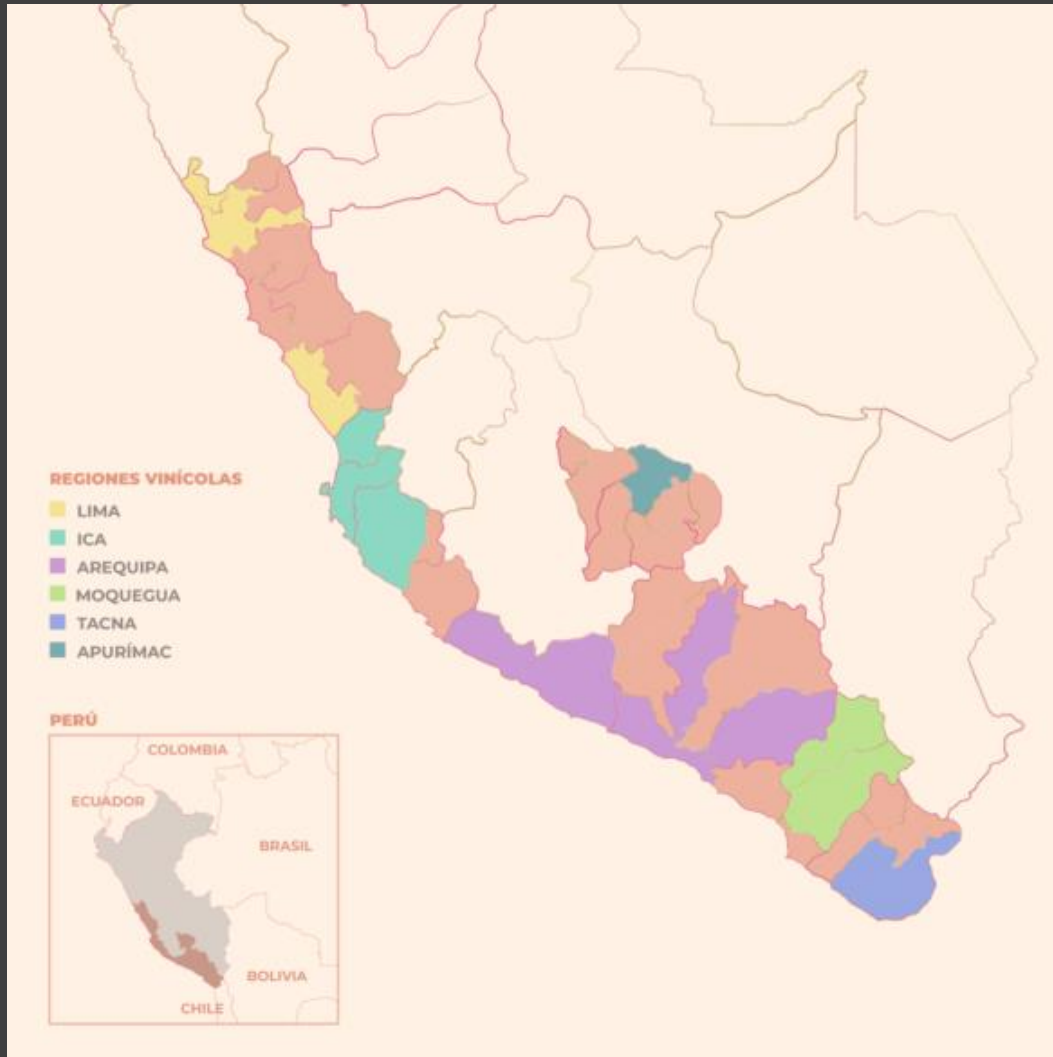 REGIONES VINÍCOLAS
LIMA
ICA
AREQUIPA
MOQUEGUA
TACNA
APURÍMAC
PERÚ
COLOMBIA
ECUADOR
BRASIL
BOLIVIA
CHILE